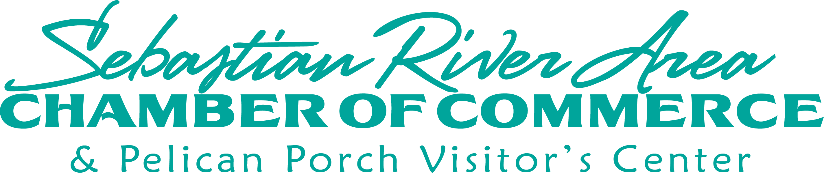 Sebastian River Area
CHAMBER OF COMMERCE
& Pelican Porch Visitor's Center